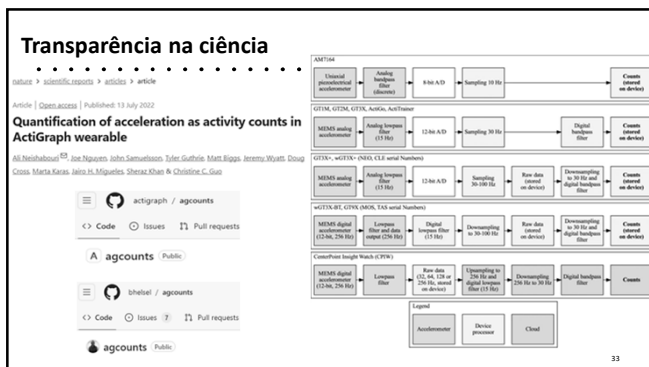 Transparência na ciência
nature > scientific reports > articles > article
Article | Open access | Published: 13 July 2022
Quantification of acceleration as activity counts in
ActiGraph wearable
Ali Neishabouri, Joe Nguyen, John Samuelsson, Tyler Guthrie, Matt Biggs, Jeremy Wyatt, Doug
Cross, Marta Karas, Jairo H. Migueles, Sheraz Khan & Christine C. Guo
actigraph / agcounts
<> Code Issues Pull requests
A agcounts Public
bhelsel / agcounts
<> Code Issues 7 Pull requests
agcounts Public
AM7164
Uniaxial
piezoelectrical
accelerometer
Analog
bandpass
filter
(discrete)
8-bit A/D
Sampling 10 Hz
Counts
(stored
on device)
GT1M, GT2M, GT3X, ActiGo, ActiTrainer
MEMS analog
accelerometer
Analog lowpass
filter
(15 Hz)
12-bit A/D
Sampling 30 Hz
Digital
bandpass
filter
Counts
(stored
on device)
GT3X+, wGT3X+ (NEO, CLE serial Numbers)
MEMS analog
accelerometer
Analog lowpass
filter
(15 Hz)
12-bit A/D
Sampling
30-100 Hz
Raw data
(stored
on device)
Downsampling
to 30 Hz and
digital bandpass
filter
Counts
(stored
on device)
wGT3X-BT, GT9X (MOS, TAS serial Numbers)
MEMS digital
accelerometer
(12-bit, 256 Hz)
Lowpass
filter and data
output (256 Hz)
Digital
lowpass filter
(15 Hz)
Downsampling
to 30-100 Hz
Raw data
(stored
on device)
Downsampling
to 30 Hz and
digital bandpass
filter
Counts
(stored
on device)
CenterPoint Insight Watch (CPIW)
MEMS digital
accelerometer
(12-bit, 256 Hz)
Lowpass
filter
Raw data
(32, 64, 128 or
256 Hz, stored
on device)
Upsampling to
256 Hz and
digital lowpass
filter (15 Hz)
Downsampling
256 Hz to 30 Hz
Digital bandpass
filter
Counts
Legend
Accelerometer
Device
processor
Cloud
33